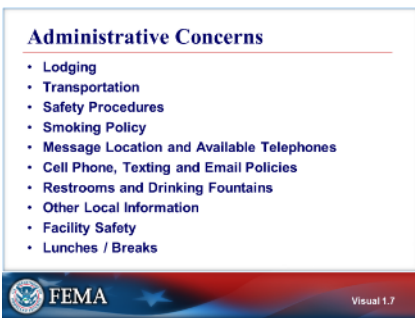 Administrative Concerns
• Lodging
• Transportation
• Safety Procedures
• Smoking Policy
• Message Location and Available Telephones
• Cell Phone, Texting and Email Policies
• Restrooms and Drinking Fountains
• Other Local Information
• Facility Safety
• Lunches / Breaks
FEMA
Visual 1.7